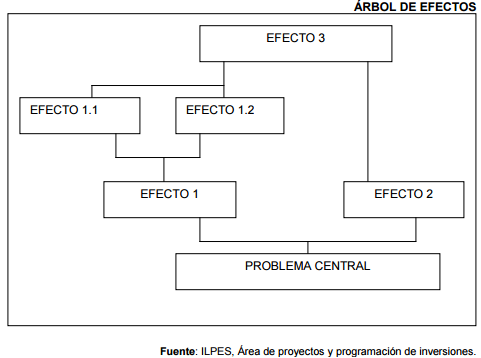 ÁRBOL DE EFECTOS
EFECTO 3
EFECTO 1.1
EFECTO 1.2
EFECTO 1
EFECTO 2
PROBLEMA CENTRAL
Fuente: ILPES, Área de proyectos y programación de inversiones.